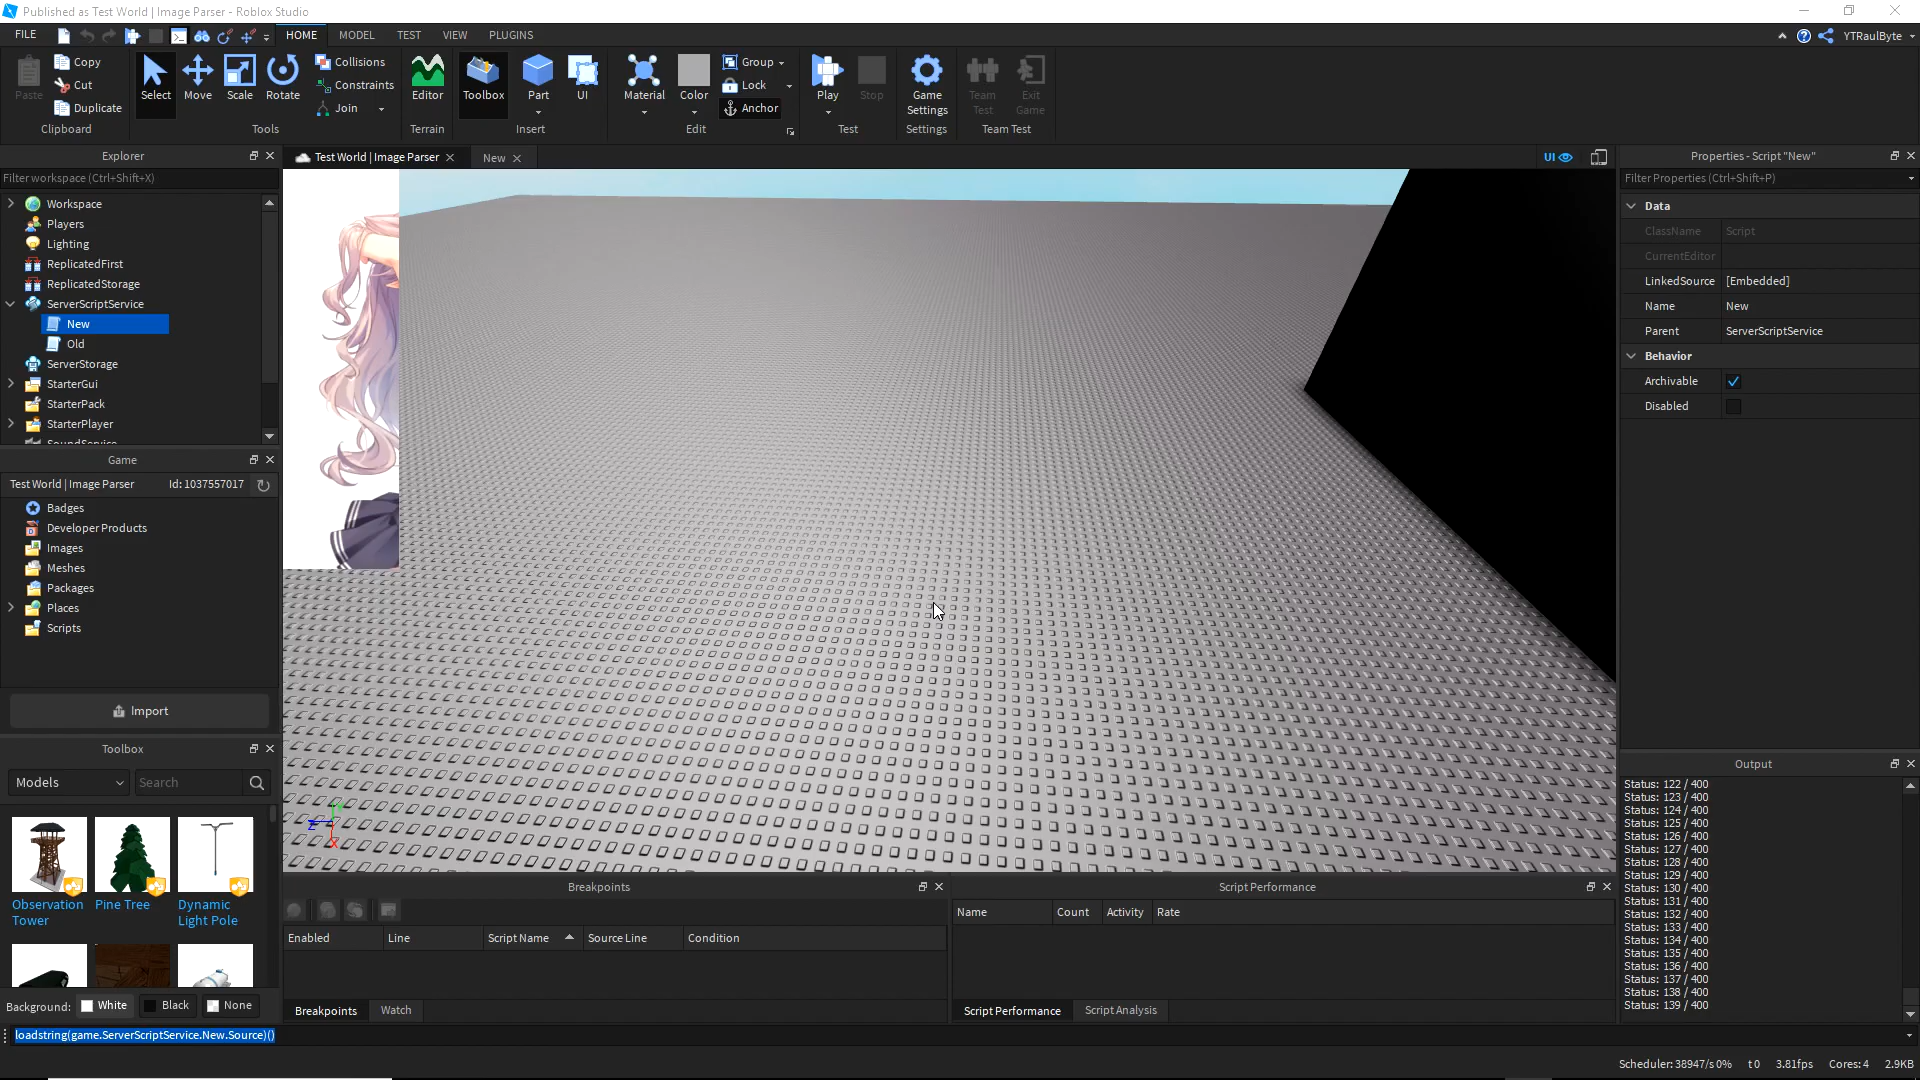 Published as Test World | Image Parser - Roblox Studio
FILE
HOME
MODEL
TEST
VIEW
PLUGINS
YTRaulByte
Paste
Copy
Cut
Duplicate
Clipboard
Select
Move
Scale
Rotate
Collisions
Constraints
Join
Tools
Editor
Terrain
Toolbox
Part
UI
Insert
Material
Color
Group
Lock
Anchor
Edit
Play
Stop
Test
Game
Settings
Settings
Team
Test
Exit
Game
Team Test
Explorer
Filter workspace (Ctrl+Shift+X)
Workspace
Players
Lighting
ReplicatedFirst
ReplicatedStorage
ServerScriptService
New
Old
ServerStorage
StarterGui
StarterPack
StarterPlayer
SoundService
Game
Test World | Image Parser
Id: 1037557017
Badges
Developer Products
Images
Meshes
Packages
Places
Scripts
Import
Toolbox
Models
Search
Observation
Tower
Pine Tree
Dynamic
Light Pole
Background:
White
Black
None
loadstring(game.ServerScriptService.New.Source)()
Test World | Image Parser
New
UI
Y
Z
X
Breakpoints
Enabled
Line
Script Name
Source Line
Condition
Breakpoints
Watch
Script Performance
Name
Count
Activity
Rate
Script Performance
Script Analysis
Properties - Script "New"
Filter Properties (Ctrl+Shift+P)
Data
ClassName
Script
CurrentEditor
LinkedSource
[Embedded]
Name
New
Parent
ServerScriptService
Behavior
Archivable
Disabled
Output
Status: 122 / 400
Status: 123 / 400
Status: 124 / 400
Status: 125 / 400
Status: 126 / 400
Status: 127 / 400
Status: 128 / 400
Status: 129 / 400
Status: 130 / 400
Status: 131 / 400
Status: 132 / 400
Status: 133 / 400
Status: 134 / 400
Status: 135 / 400
Status: 136 / 400
Status: 137 / 400
Status: 138 / 400
Status: 139 / 400
Scheduler: 38947/s 0%
t 0
3.81fps
Cores: 4
2.9KB